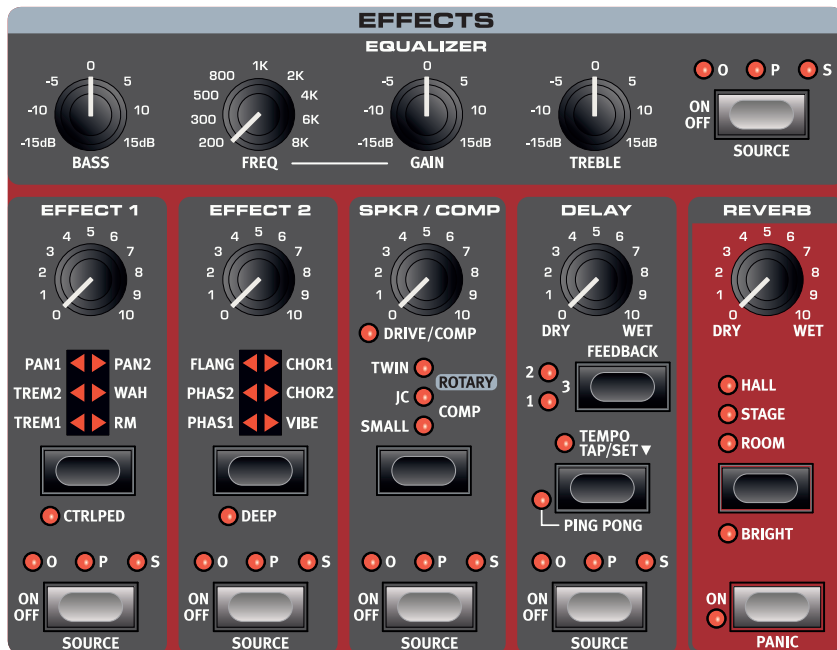 EFFECTS
EQUALIZER
0 1K 0 0
-5 5 800 2K -5 5 -5 5
O P S
-10 10 500 4K -10 10 -10 10
300 6K
ON
OFF
-15dB 15dB 200 8K -15dB 15dB -15dB 15dB
BASS FREQ GAIN TREBLE SOURCE
EFFECT 1
0 1 2 3 4 5 6 7 8 9 10
PAN1 PAN2
TREM2 WAH
TREM1 RM
CTRLPED
O P S
ON
OFF
SOURCE
EFFECT 2
0 1 2 3 4 5 6 7 8 9 10
FLANG CHOR1
PHAS2 CHOR2
PHAS1 VIBE
DEEP
O P S
ON
OFF
SOURCE
SPKR / COMP
0 1 2 3 4 5 6 7 8 9 10
DRIVE/COMP
TWIN
ROTARY
JC
COMP
SMALL
O P S
ON
OFF
SOURCE
DELAY
0 1 2 3 4 5 6 7 8 9 10
DRY WET
FEEDBACK
2
3
1
TEMPO
TAP/SET▼
PING PONG
O P S
ON
OFF
SOURCE
REVERB
0 1 2 3 4 5 6 7 8 9 10
DRY WET
HALL
STAGE
ROOM
BRIGHT
ON
PANIC